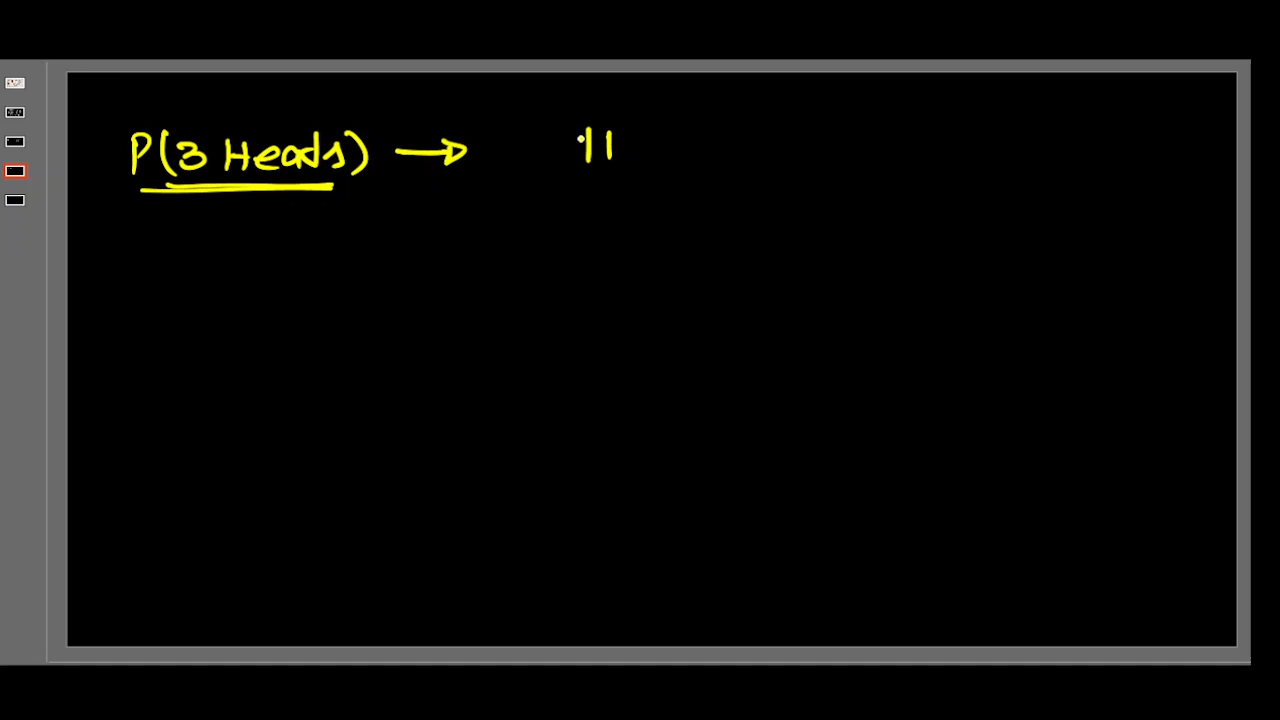 P(3 Heads) →